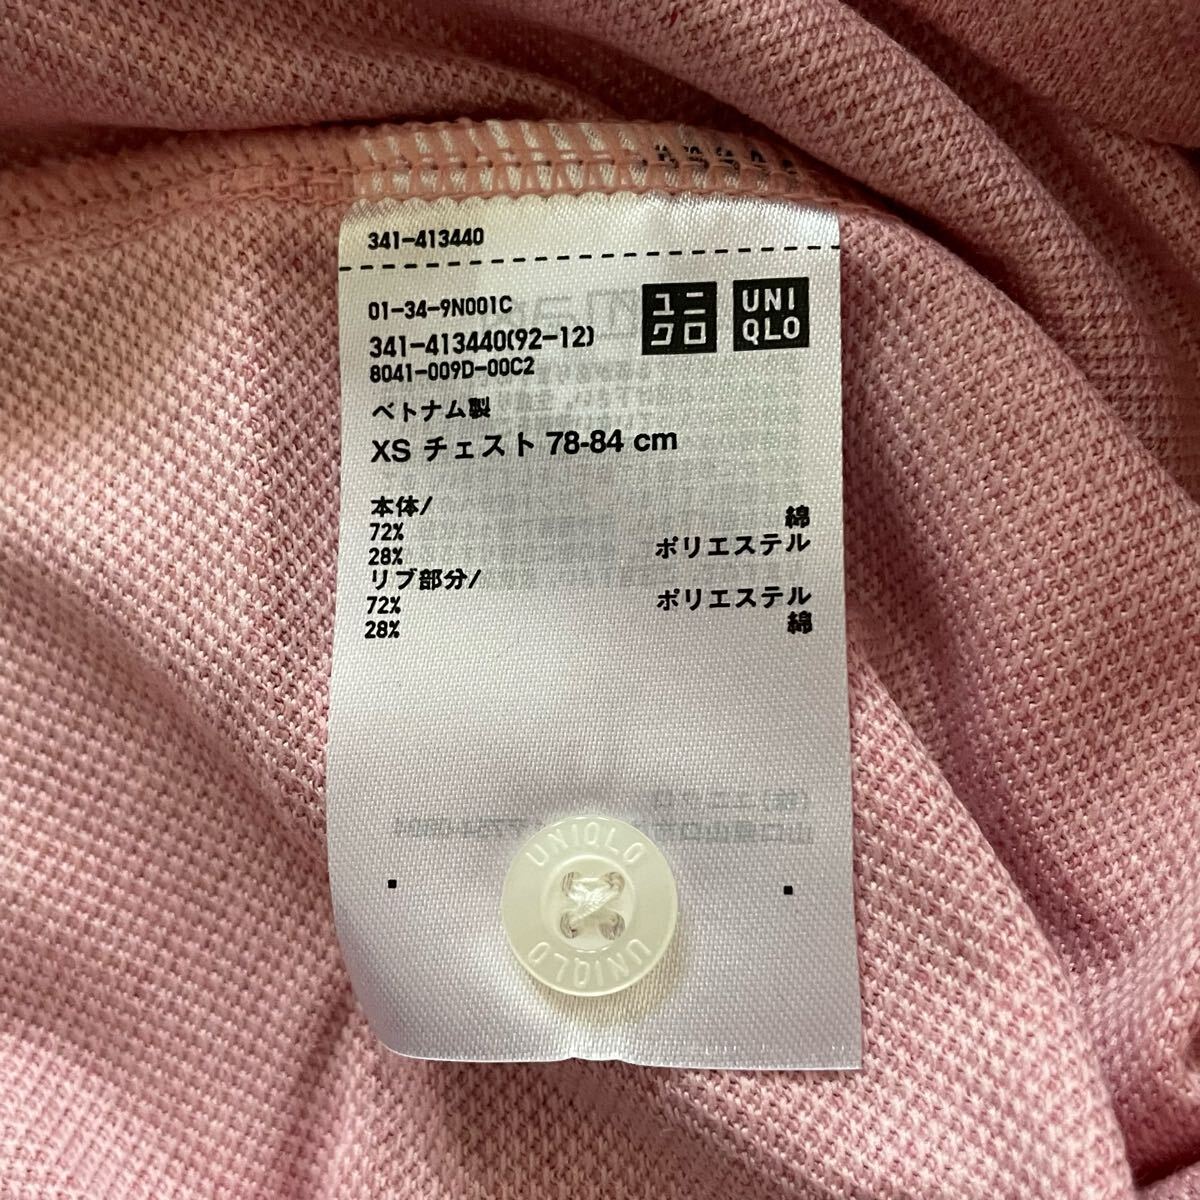 341-413440
01-34-9N001C
341-413440(92-12)
8041-009D-00C2
ユニ
クロ
UNI
QLO
ベトナム製
XS チェスト 78-84 cm
本体/
72% 綿
28% ポリエステル
リブ部分/
72% ポリエステル
28% 綿
UNIQLO
UNIQLO